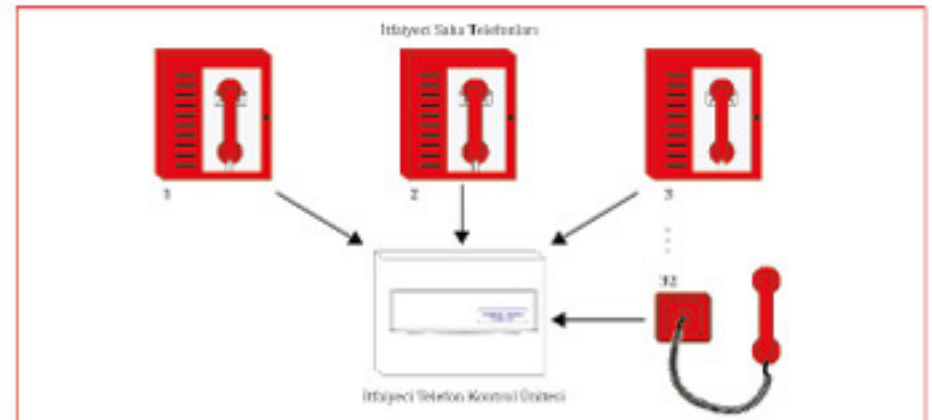 İtfaiyeci Saha Telefonları
1
2
3
32
İtfaiyeci Telefon Kontrol Ünitesi